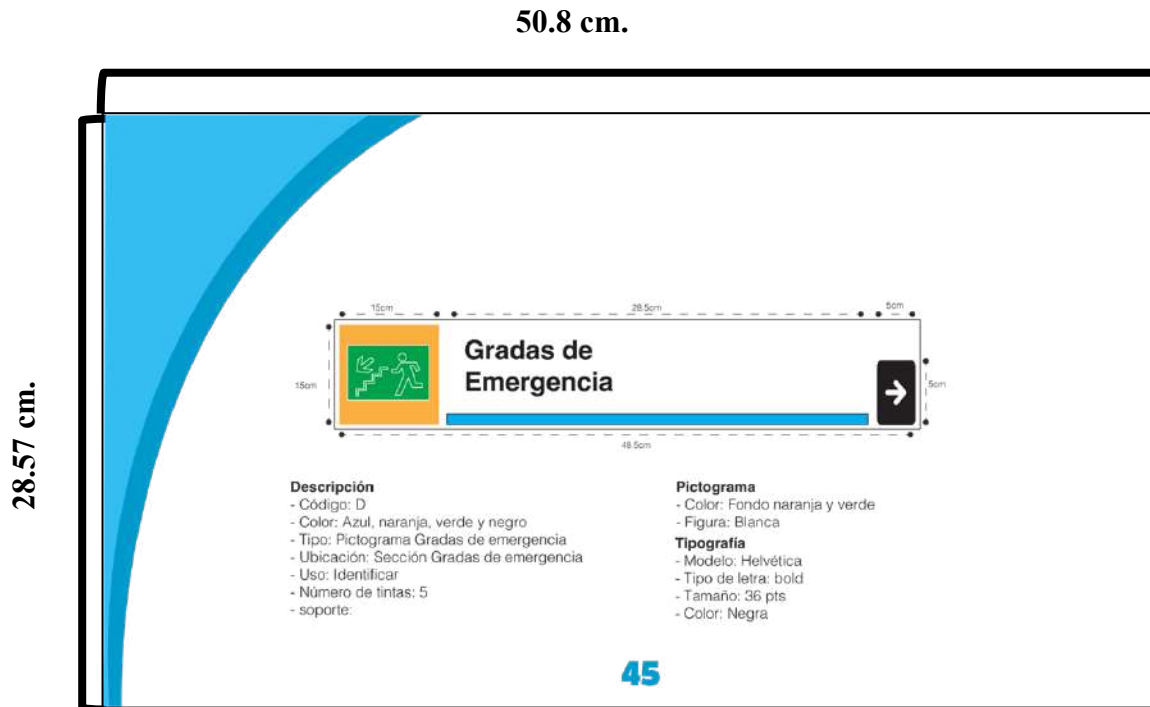 50.8 cm.
28.57 cm.
15cm
28.5cm
5cm
15cm
Gradas de
Emergencia
5cm
48.5cm
Descripción
- Código: D
- Color: Azul, naranja, verde y negro
- Tipo: Pictograma Gradas de emergencia
- Ubicación: Sección Gradas de emergencia
- Uso: Identificar
- Número de tintas: 5
- soporte:
Pictograma
- Color: Fondo naranja y verde
- Figura: Blanca
Tipografía
- Modelo: Helvética
- Tipo de letra: bold
- Tamaño: 36 pts
- Color: Negra
45